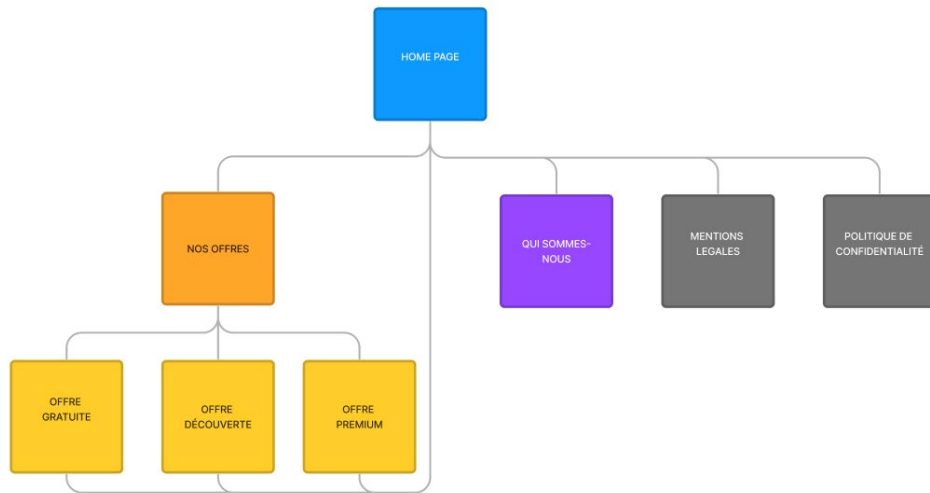 HOME PAGE
NOS OFFRES
QUI SOMMES-
NOUS
MENTIONS
LEGALES
POLITIQUE DE
CONFIDENTIALITÉ
OFFRE
GRATUITE
OFFRE
DÉCOUVERTE
OFFRE
PREMIUM